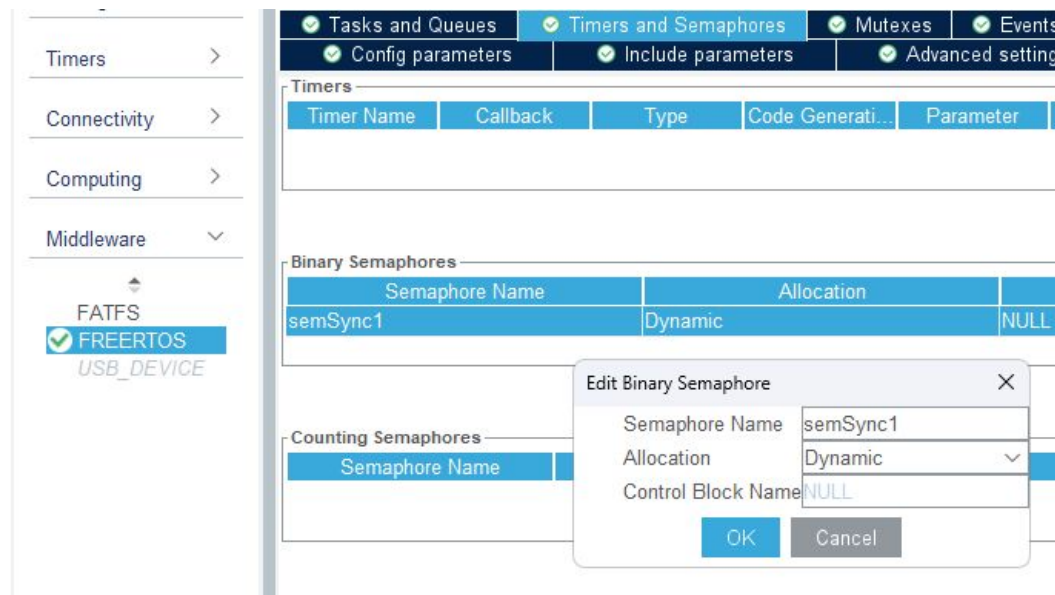 Timers
Connectivity
Computing
Middleware
FATFS
FREERTOS
USB_DEVICE
Tasks and Queues Timers and Semaphores Mutexes Events
Config parameters Include parameters Advanced setting
Timers
Timer Name Callback Type Code Generati... Parameter
Binary Semaphores
Semaphore Name Allocation
semSync1 Dynamic NULL
Counting Semaphores
Semaphore Name
Edit Binary Semaphore
Semaphore Name semSync1
Allocation Dynamic
Control Block Name NULL
OK Cancel